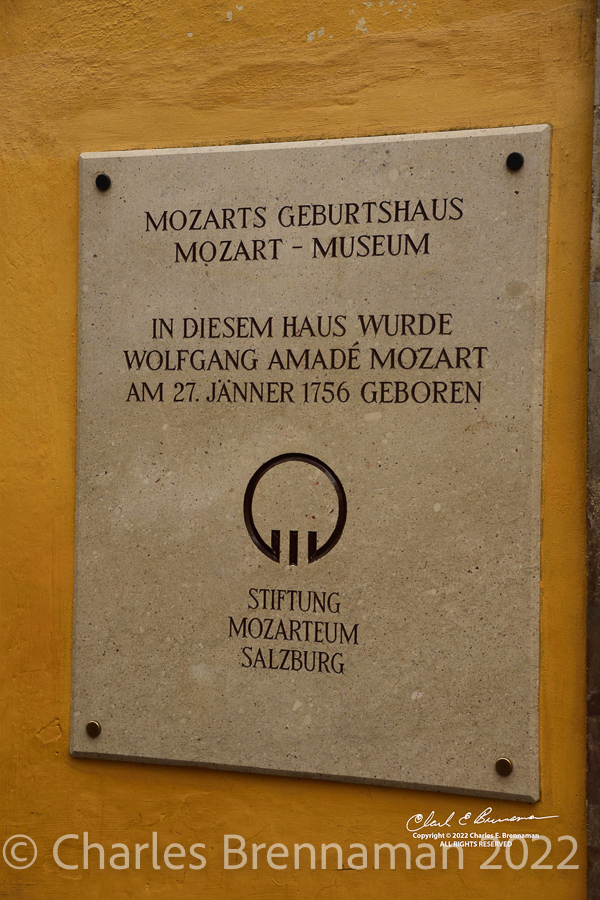 MOZARTS GEBURTSHAUS
MOZART - MUSEUM
IN DIESEM HAUS WURDE
WOLFGANG AMADÉ MOZART
AM 27. JÄNNER 1756 GEBOREN
STIFTUNG
MOZARTEUM
SALZBURG
Copyright © 2022 Charles E. Brennaman
ALL RIGHTS RESERVED
© Charles Brennaman 2022